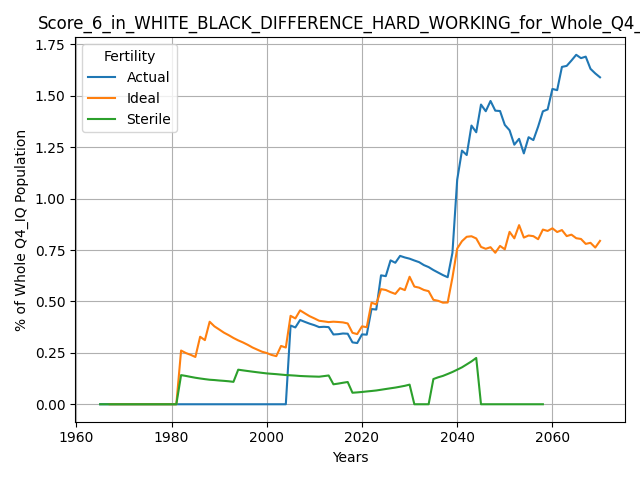 Score_6_in_WHITE_BLACK_DIFFERENCE_HARD_WORKING_for_Whole_Q4_
Fertility
Actual
Ideal
Sterile
1.75
1.50
1.25
1.00
0.75
0.50
0.25
0.00
% of Whole Q4_IQ Population
1960
1980
2000
2020
2040
2060
Years